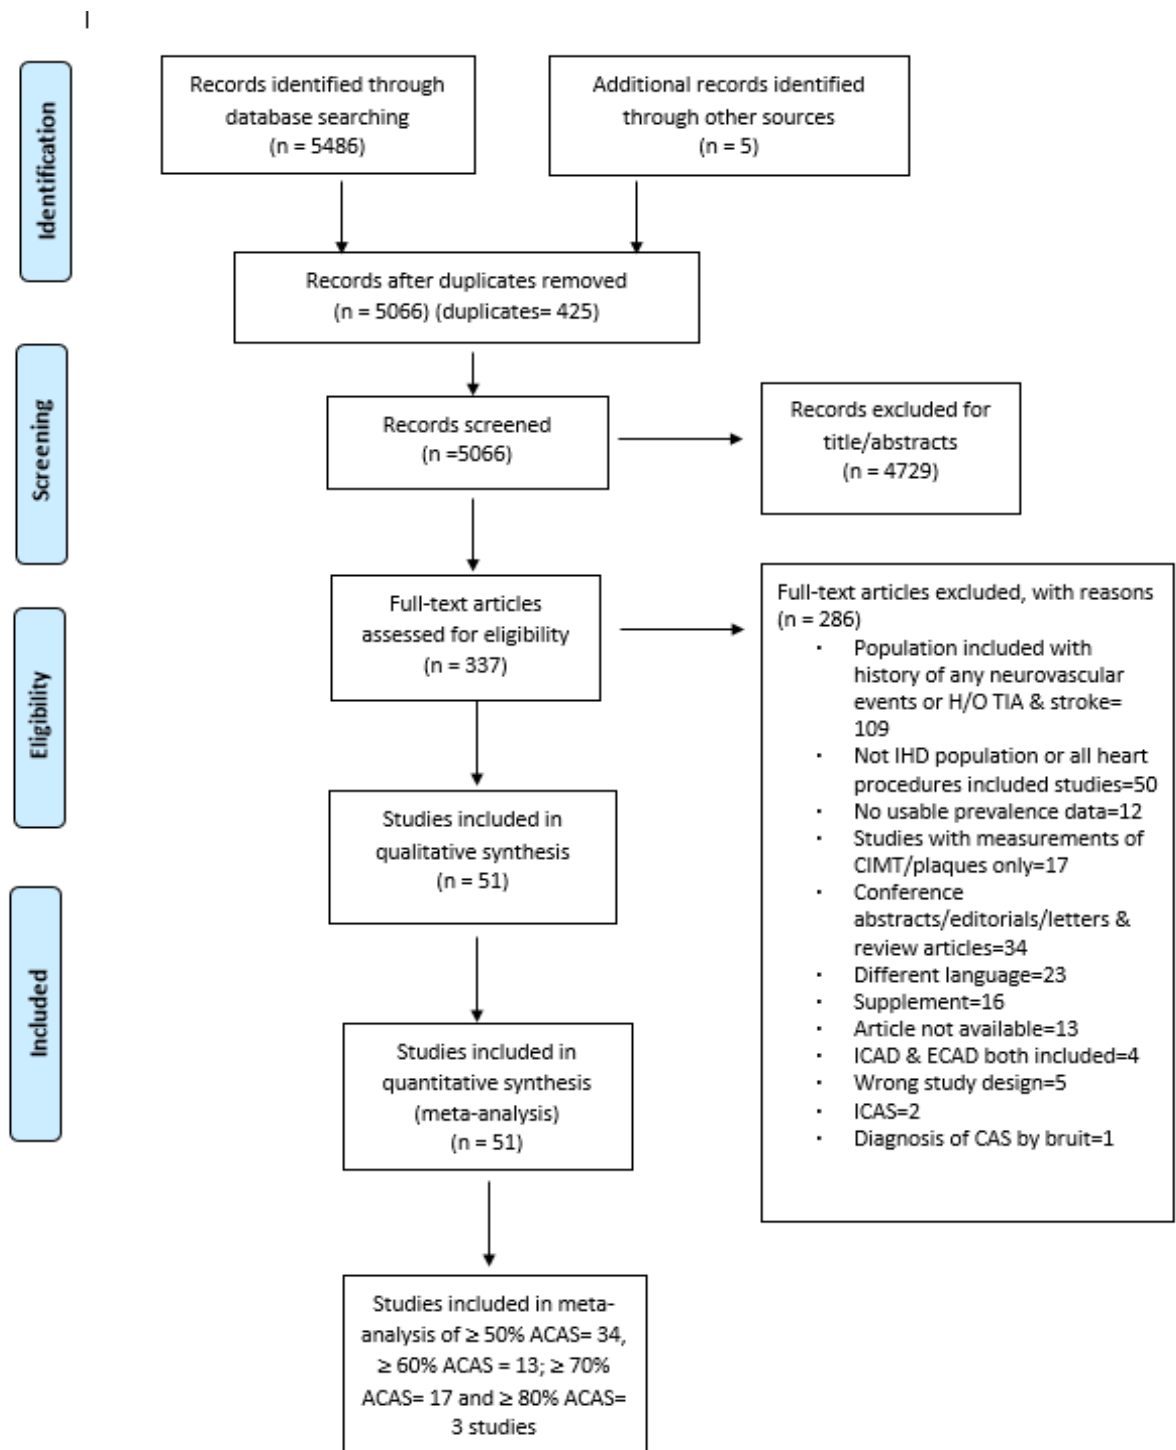 I
Identification
Records identified through
database searching
(n = 5486)
Additional records identified
through other sources
(n = 5)
Records after duplicates removed
(n = 5066) (duplicates= 425)
Screening
Records screened
(n =5066)
Records excluded for
title/abstracts
(n = 4729)
Eligibility
Full-text articles
assessed for eligibility
(n = 337)
Full-text articles excluded, with reasons
(n = 286)
· Population included with
history of any neurovascular
events or H/O TIA & stroke=
109
· Not IHD population or all heart
procedures included studies=50
· No usable prevalence data=12
· Studies with measurements of
CIMT/plaques only=17
· Conference
abstracts/editorials/letters &
review articles=34
· Different language=23
· Supplement=16
· Article not available=13
· ICAD & ECAD both included=4
· Wrong study design=5
· ICAS=2
· Diagnosis of CAS by bruit=1
Studies included in
qualitative synthesis
(n = 51)
Included
Studies included in
quantitative synthesis
(meta-analysis)
(n = 51)
Studies included in meta-
analysis of ≥ 50% ACAS= 34,
≥ 60% ACAS = 13; ≥ 70%
ACAS= 17 and ≥ 80% ACAS=
3 studies